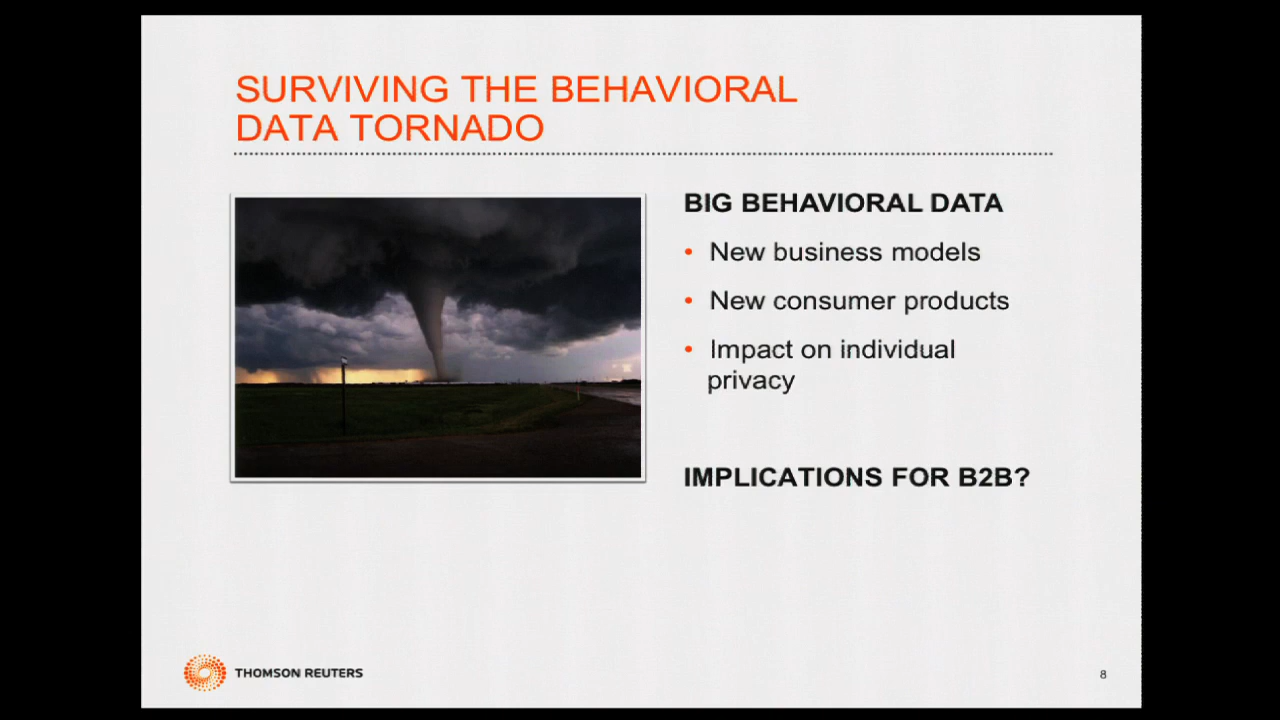 SURVIVING THE BEHAVIORAL
DATA TORNADO
BIG BEHAVIORAL DATA
• New business models
• New consumer products
• Impact on individual
privacy
IMPLICATIONS FOR B2B?
THOMSON REUTERS
8